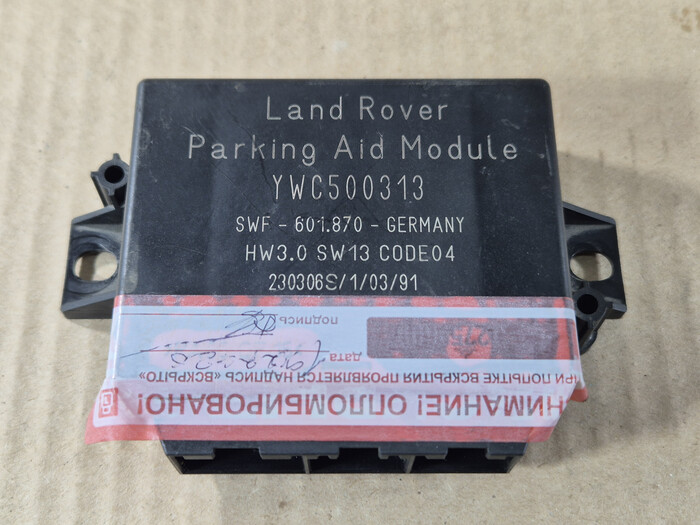 Land Rover
Parking Aid Module
YWC500313
SWF - 601.870 - GERMANY
HW3.0 SW13 CODE04
230306S/1/03/91
НИМАНИЕ! ОПЛОМБИРОВАНО!
ПРИ ПОПЫТКЕ ВСКРЫТИЯ ПРОЯВЛЯЕТСЯ НАДПИСЬ «ВСКРЫТО»
дата
подпись